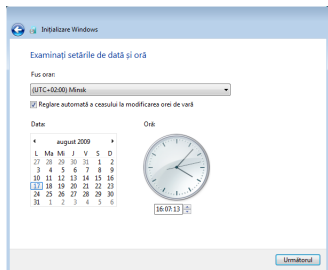 Inițializare Windows
Examinați setările de dată și oră
Fus orar:
(UTC+02:00) Minsk
Reglare automată a ceasului la modificarea orei de vară
Data: Oră:
august 2009
L Ma Mi J V S D
27 28 29 30 31 1 2
3 4 5 6 7 8 9
10 11 12 13 14 15 16
17 18 19 20 21 22 23
24 25 26 27 28 29 30
31 1 2 3 4 5 6
16:07:13
Următorul